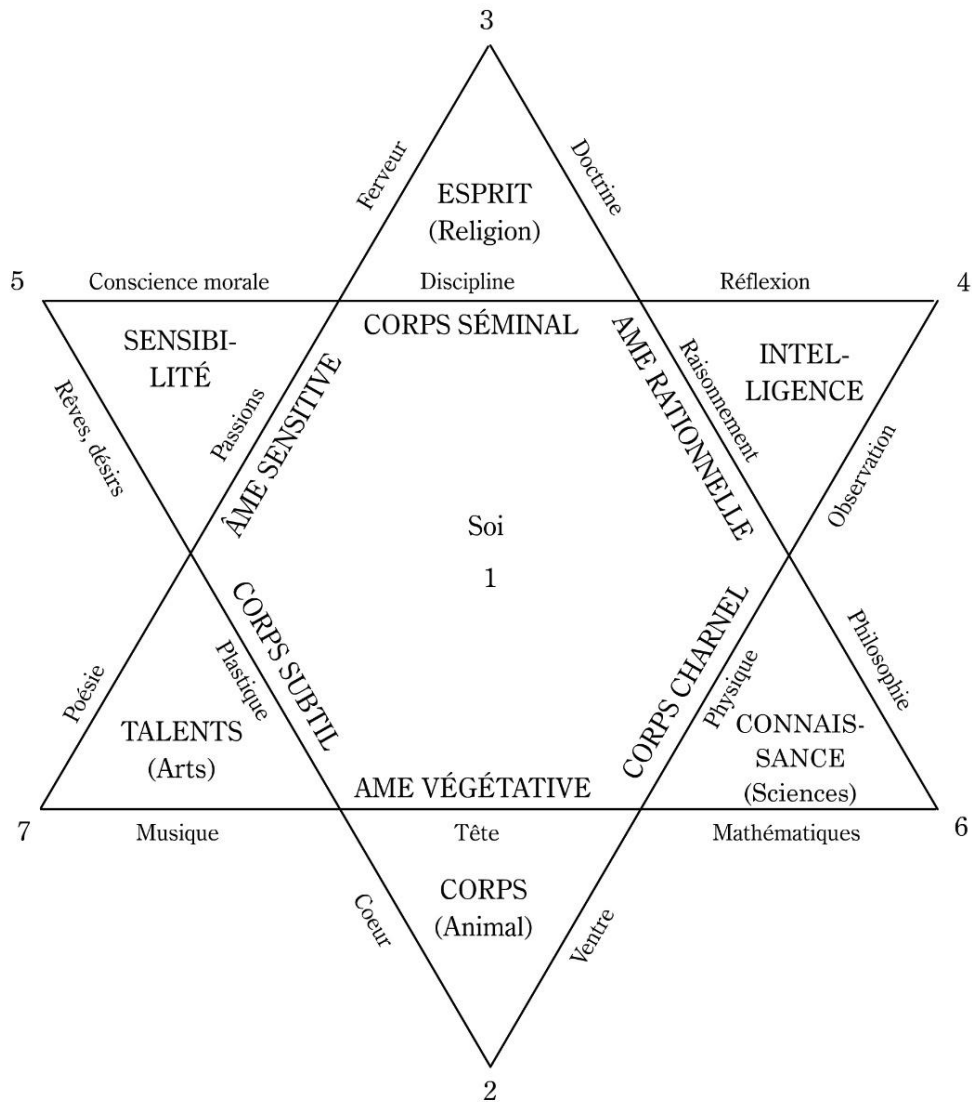 3
Ferveur
Doctrine
ESPRIT
(Religion)
5
Conscience morale
Discipline
Réflexion
4
SENSIBI-
LITÉ
CORPS SÉMINAL
INTEL-
LIGENCE
Rêves, désirs
Passions
ÂME SENSITIVE
AME RATIONNELLE
Raisonnement
Observation
Soi
1
Poésie
Plastique
CORPS SUBTIL
CORPS CHARNEL
Physique
Philosophie
TALENTS
(Arts)
CONNAIS-
SANCE
(Sciences)
AME VÉGÉTATIVE
7
Musique
Tête
Mathématiques
6
Coeur
CORPS
(Animal)
Ventre
2